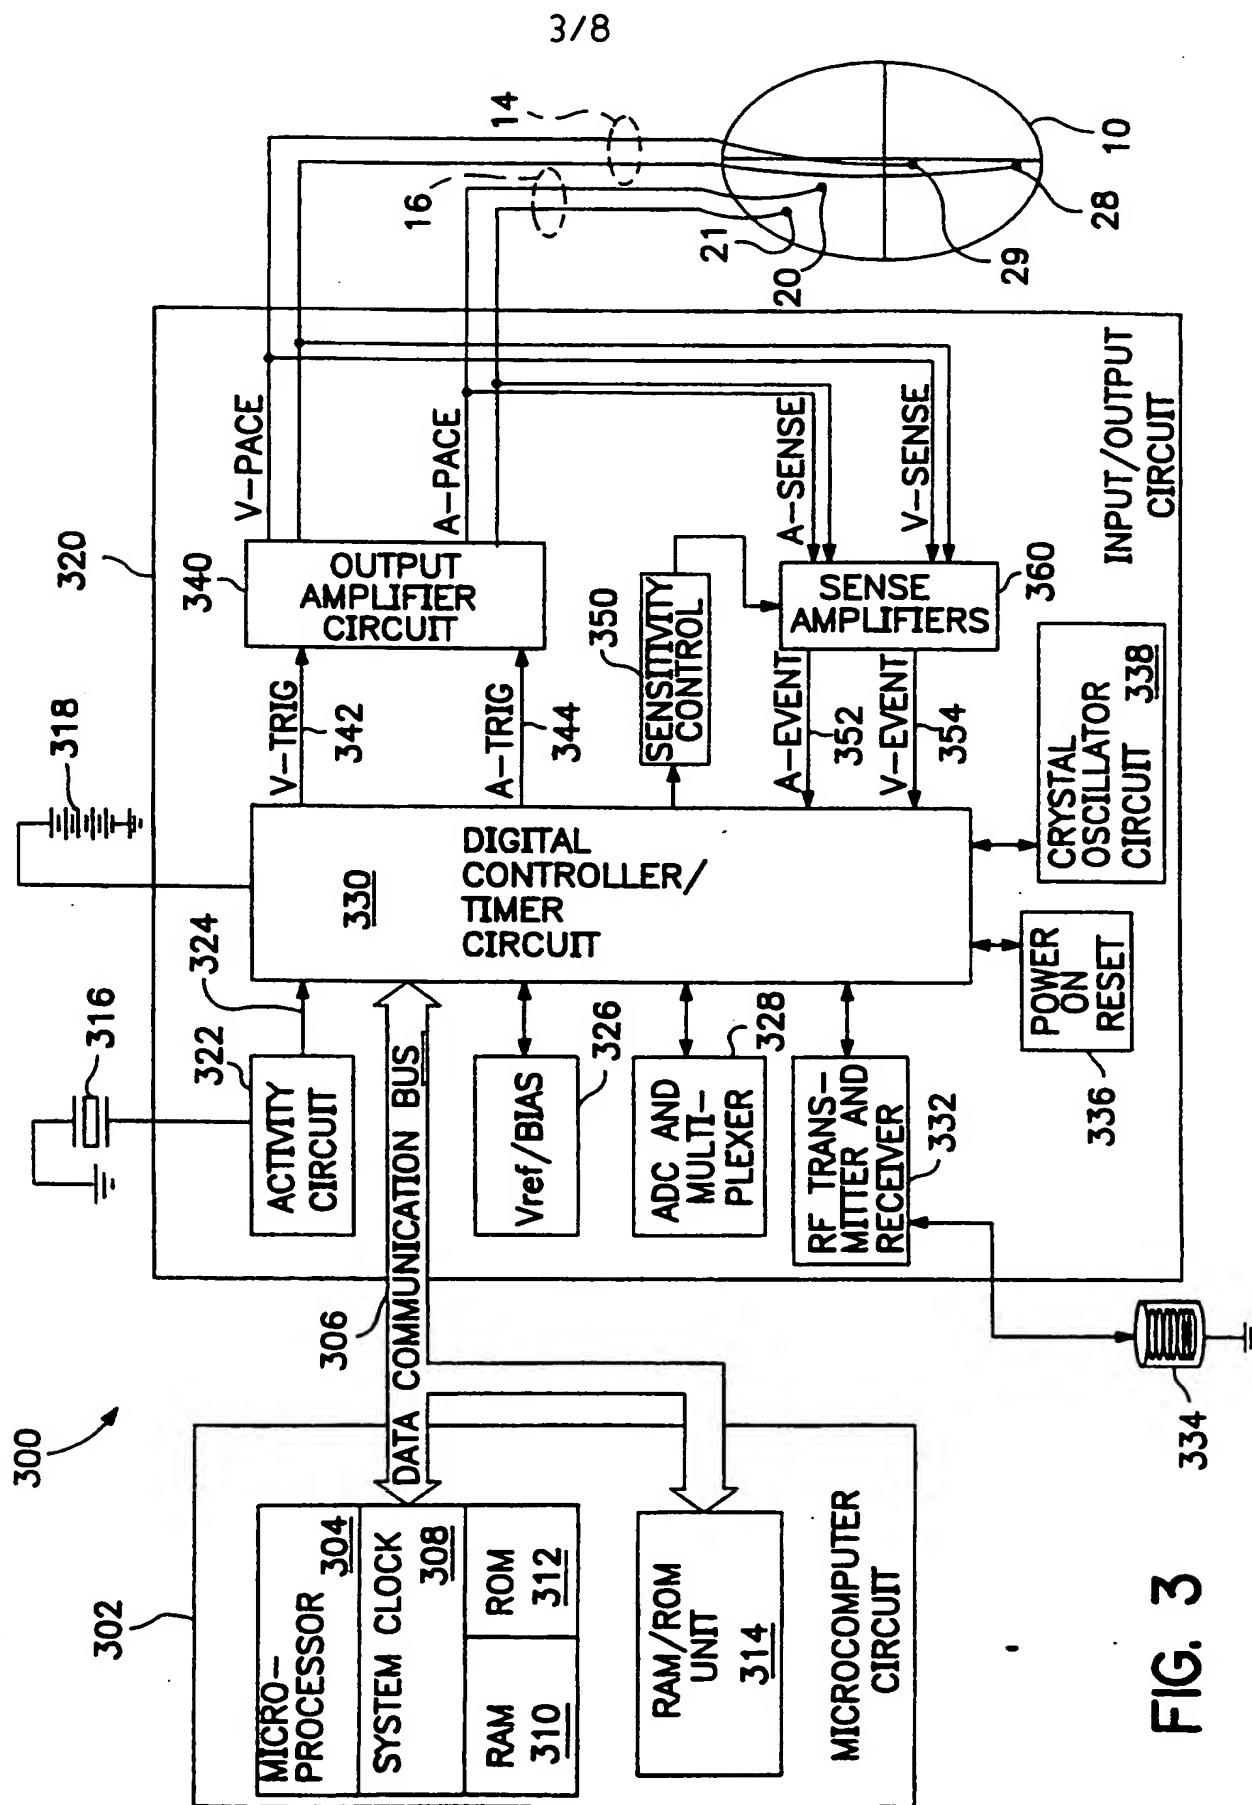 3/8
300
302
MICRO-
PROCESSOR 304
SYSTEM CLOCK
308
RAM
310
ROM
312
RAM/ROM
UNIT
314
MICROCOMPUTER
CIRCUIT
306
DATA COMMUNICATION BUS
316
318
320
322
324
ACTIVITY
CIRCUIT
Vref/BIAS
326
ADC AND
MULTI-
PLEXER
328
RF TRANS-
MITTER AND
RECEIVER
332
334
330
DIGITAL
CONTROLLER/
TIMER
CIRCUIT
336
POWER
ON
RESET
CRYSTAL
OSCILLATOR
CIRCUIT 338
V-TRIG
342
A-TRIG
344
340
OUTPUT
AMPLIFIER
CIRCUIT
350
SENSITIVITY
CONTROL
A-EVENT
352
V-EVENT
354
SENSE
AMPLIFIERS
360
V-PACE
A-PACE
A-SENSE
V-SENSE
INPUT/OUTPUT
CIRCUIT
14
16
21
20
29
28
10
FIG. 3